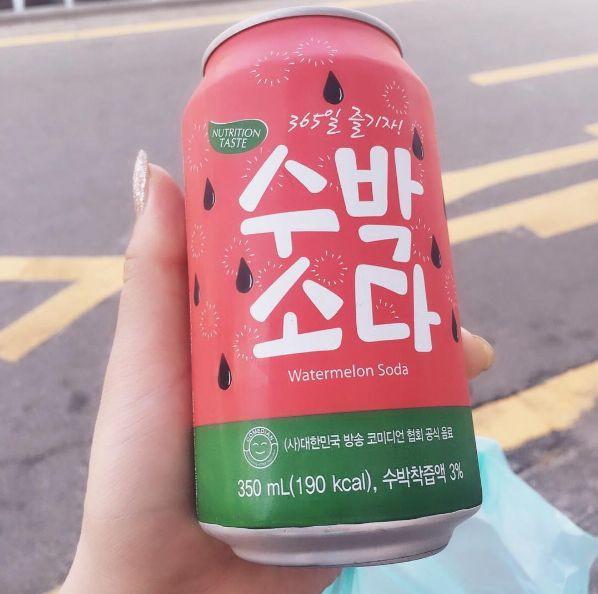 NUTRITION
TASTE
365일 즐기자!
수박
소다
Watermelon Soda
(사)대한민국 방송 코미디언 협회 공식 음료
350 mL(190 kcal), 수박착즙액 3%